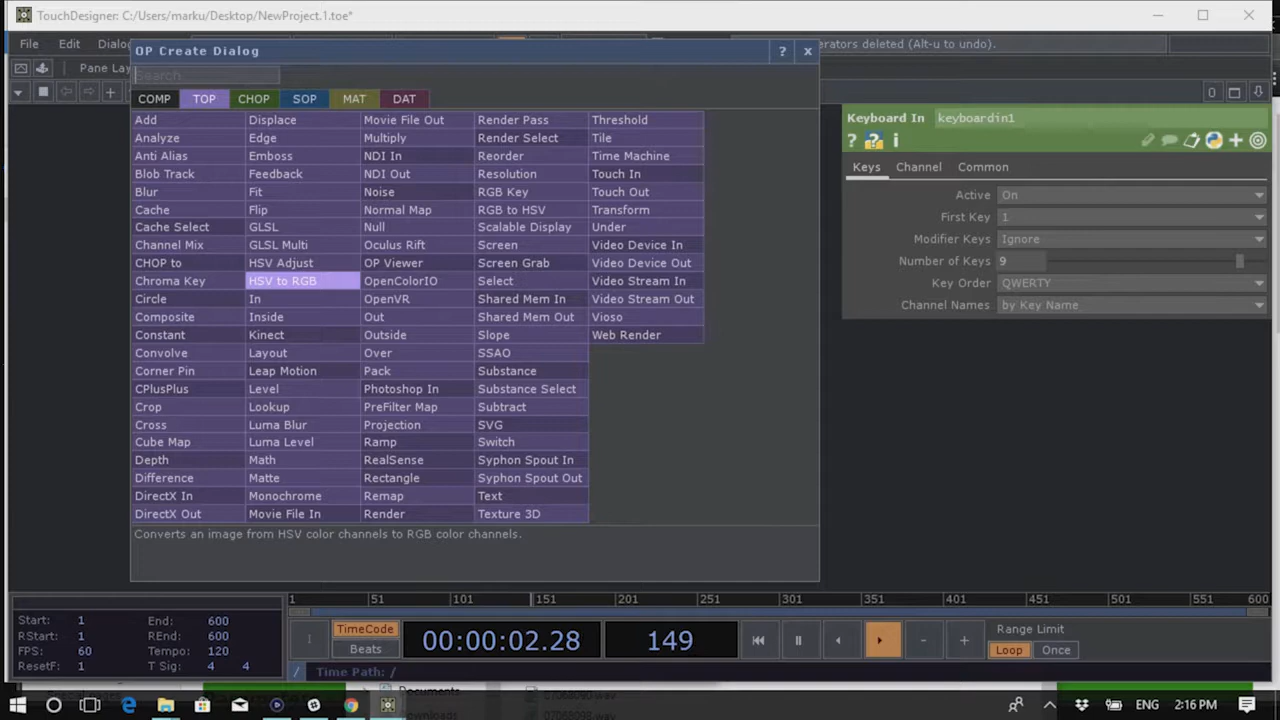 TouchDesigner: C:/Users/marku/Desktop/NewProject.1.toe*
File Edit Dialo
OP Create Dialog ? x
erators deleted (Alt-u to undo).
Pane Lay
Search
0
COMP TOP CHOP SOP MAT DAT
Add Displace Movie File Out Render Pass Threshold
Analyze Edge Multiply Render Select Tile
Anti Alias Emboss NDI In Reorder Time Machine
Blob Track Feedback NDI Out Resolution Touch In
Blur Fit Noise RGB Key Touch Out
Cache Flip Normal Map RGB to HSV Transform
Cache Select GLSL Null Scalable Display Under
Channel Mix GLSL Multi Oculus Rift Screen Video Device In
CHOP to HSV Adjust OP Viewer Screen Grab Video Device Out
Chroma Key HSV to RGB OpenColorIO Select Video Stream In
Circle In OpenVR Shared Mem In Video Stream Out
Composite Inside Out Shared Mem Out Vioso
Constant Kinect Outside Slope Web Render
Convolve Layout Over SSAO
Corner Pin Leap Motion Pack Substance
CPlusPlus Level Photoshop In Substance Select
Crop Lookup PreFilter Map Subtract
Cross Luma Blur Projection SVG
Cube Map Luma Level Ramp Switch
Depth Math RealSense Syphon Spout In
Difference Matte Rectangle Syphon Spout Out
DirectX In Monochrome Remap Text
DirectX Out Movie File In Render Texture 3D
Converts an image from HSV color channels to RGB color channels.
Keyboard In keyboardin1
? ? i
Keys Channel Common
Active On
First Key 1
Modifier Keys Ignore
Number of Keys 9
Key Order QWERTY
Channel Names by Key Name
1 51 101 151 201 251 301 351 401 451 501 551 600
Start: 1 End: 600
RStart: 1 REnd: 600
FPS: 60 Tempo: 120
ResetF: 1 T Sig: 4 4
TimeCode
Beats
00:00:02.28 149
Range Limit
Loop Once
/ Time Path: /
Documents 07068090.wav
ownloads 07068098.wav
ENG 2:16 PM